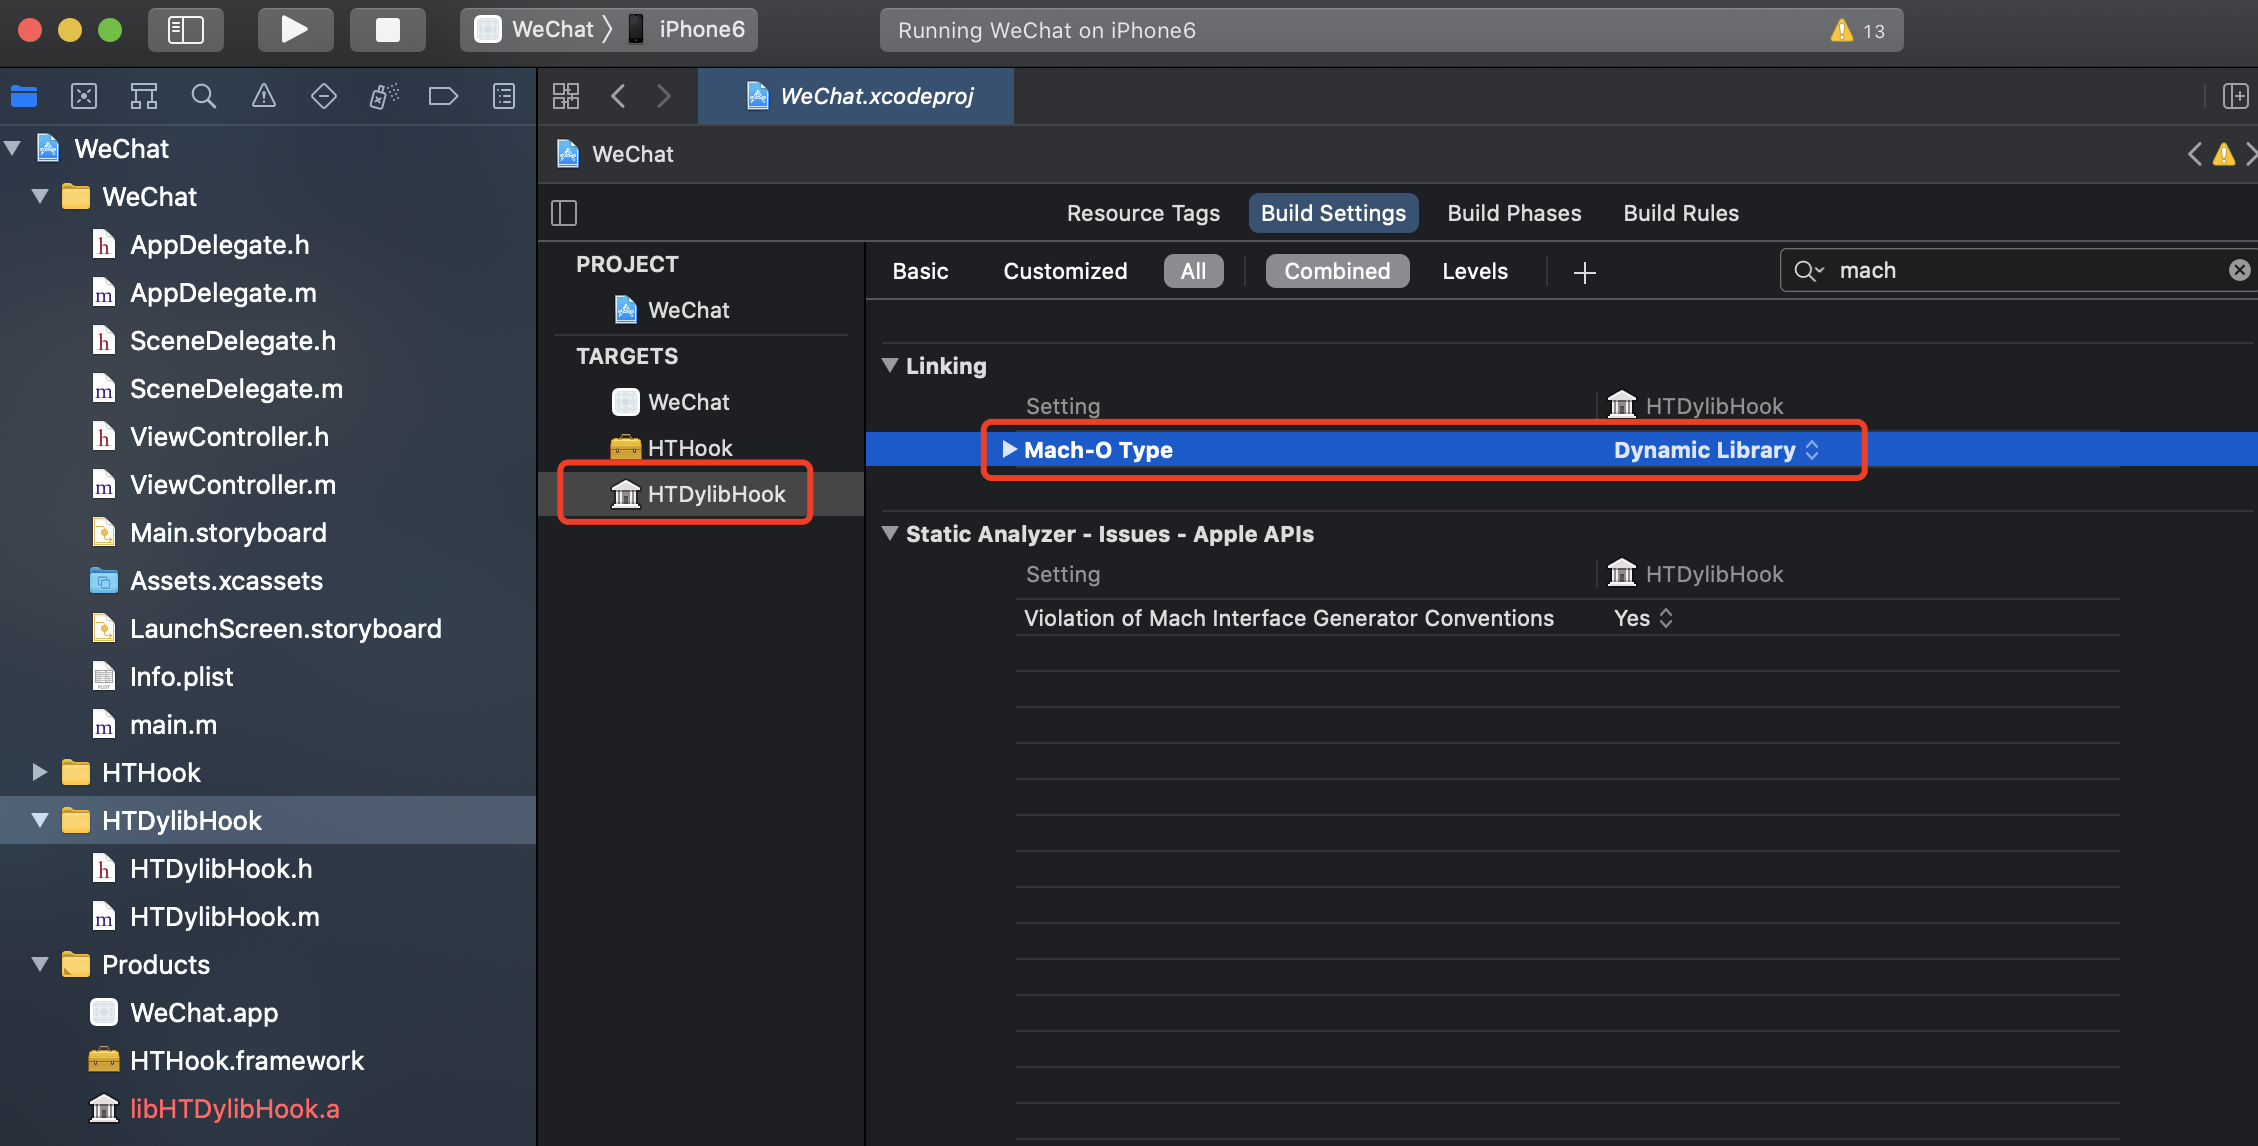 WeChat
iPhone6
Running WeChat on iPhone6
13
WeChat.xcodeproj
WeChat
WeChat
AppDelegate.h
AppDelegate.m
SceneDelegate.h
SceneDelegate.m
ViewController.h
ViewController.m
Main.storyboard
Assets.xcassets
LaunchScreen.storyboard
Info.plist
main.m
HTHook
HTDylibHook
HTDylibHook.h
HTDylibHook.m
Products
WeChat.app
HTHook.framework
libHTDylibHook.a
WeChat
Resource Tags
Build Settings
Build Phases
Build Rules
PROJECT
WeChat
TARGETS
WeChat
HTHook
HTDylibHook
Basic
Customized
All
Combined
Levels
mach
Linking
Setting
HTDylibHook
Mach-O Type
Dynamic Library
Static Analyzer - Issues - Apple APIs
Setting
HTDylibHook
Violation of Mach Interface Generator Conventions
Yes